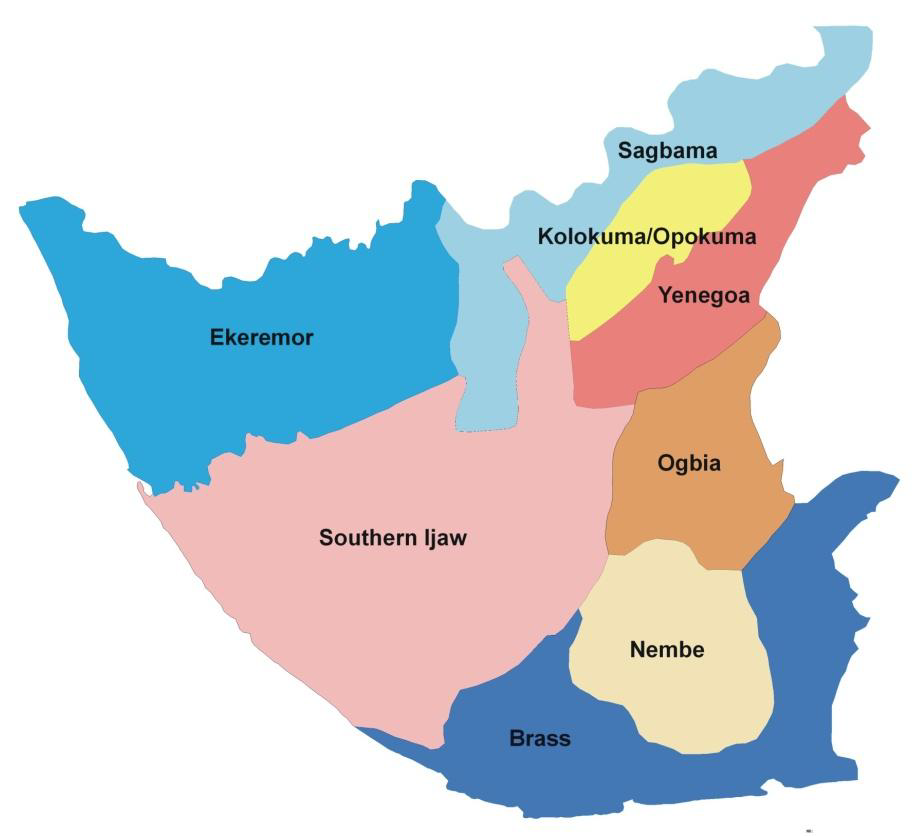 Sagbama
Kolokuma/Opokuma
Yenegoa
Ekeremor
Ogbia
Southern Ijaw
Nembe
Brass